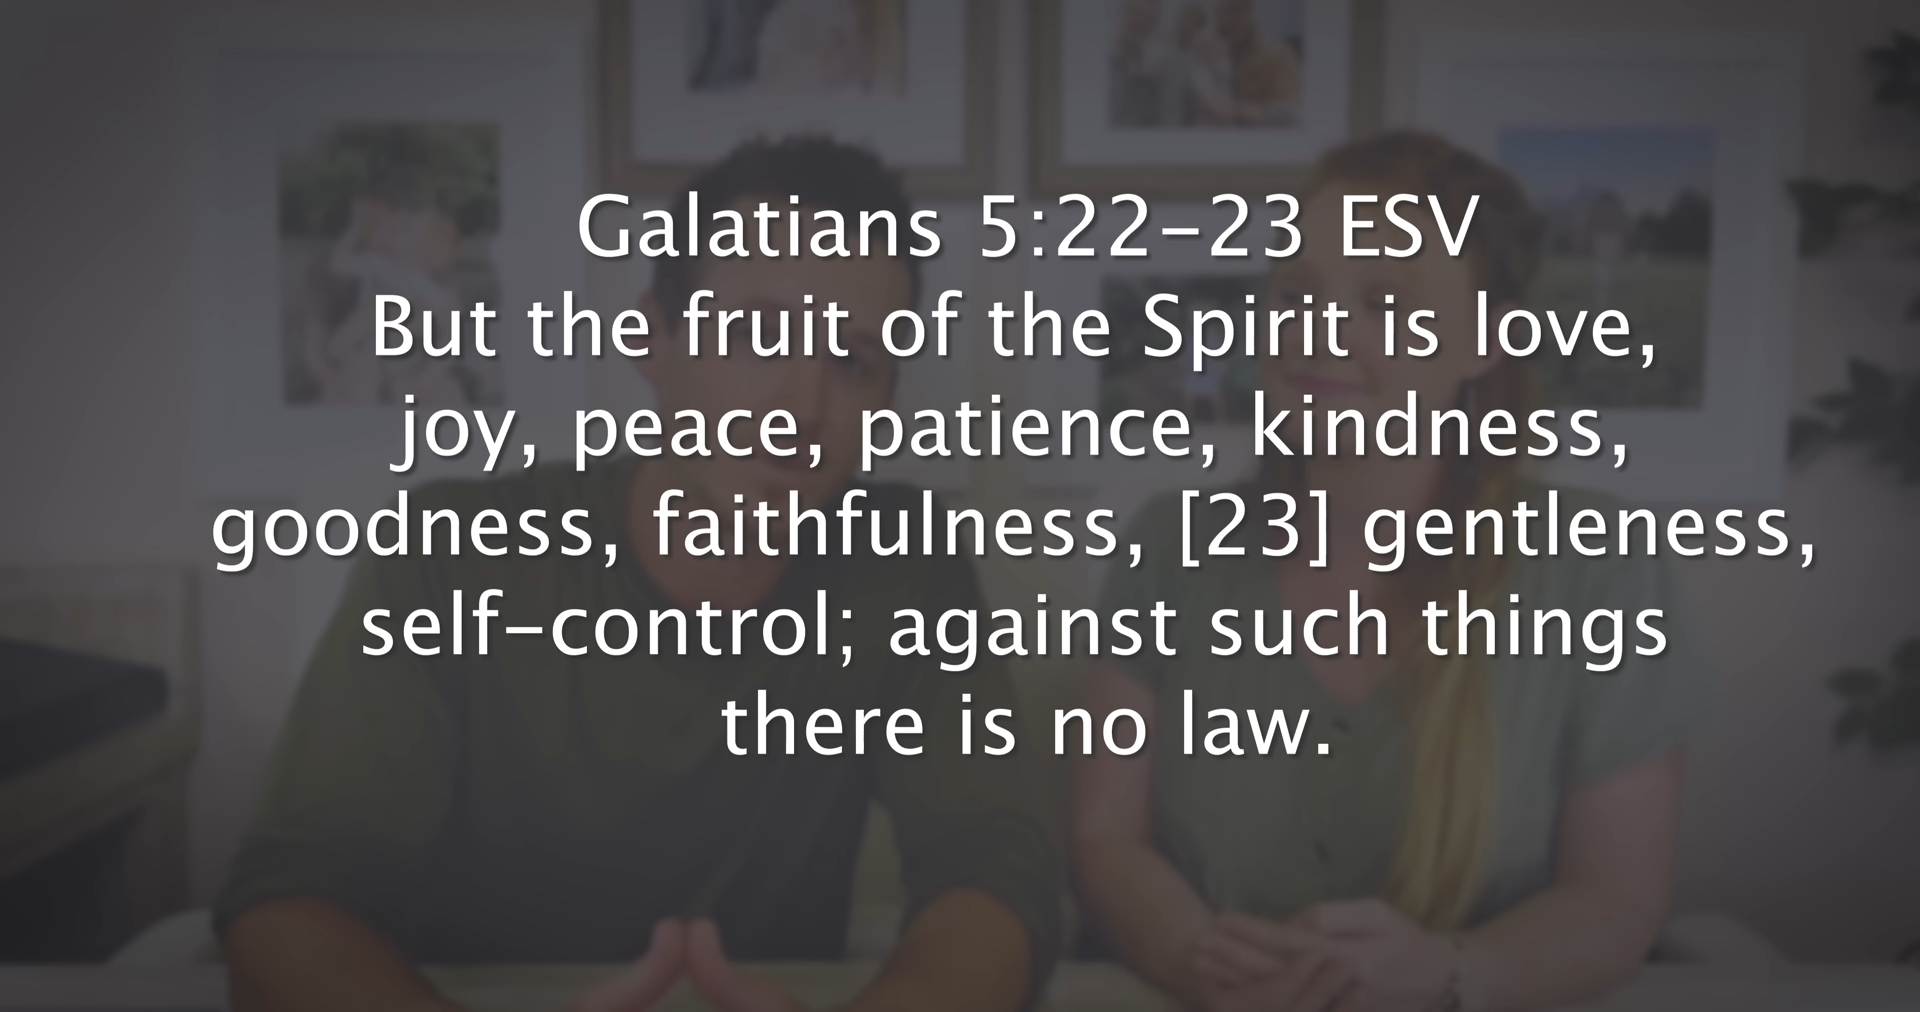 Galatians 5:22-23 ESV
But the fruit of the Spirit is love,
joy, peace, patience, kindness,
goodness, faithfulness, [23] gentleness,
self-control; against such things
there is no law.